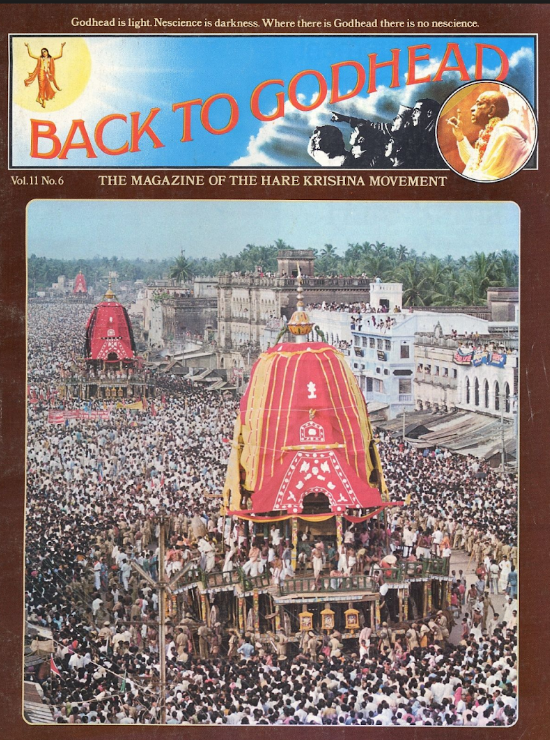 Godhead is light. Nescience is darkness. Where there is Godhead there is no nescience.
BACK TO GODHEAD
Vol. 11 No. 6
THE MAGAZINE OF THE HARE KRISHNA MOVEMENT